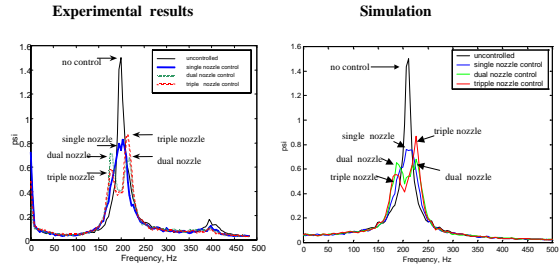 Experimental results
Simulation
1.6
1.4
1.2
1
0.8
0.6
0.4
0.2
0
psi
0 50 100 150 200 250 300 350 400 450 500
Frequency, Hz
uncontrolled
single nozzle control
dual nozzle control
triple nozzle control
no control
single nozzle
triple nozzle
dual nozzle
dual nozzle
triple nozzle
1.6
1.4
1.2
1
0.8
0.6
0.4
0.2
0
psi
0 50 100 150 200 250 300 350 400 450 500
Frequency, Hz
uncontrolled
single nozzle control
dual nozzle control
tripple nozzle control
no control
single nozzle
triple nozzle
dual nozzle
triple nozzle
dual nozzle